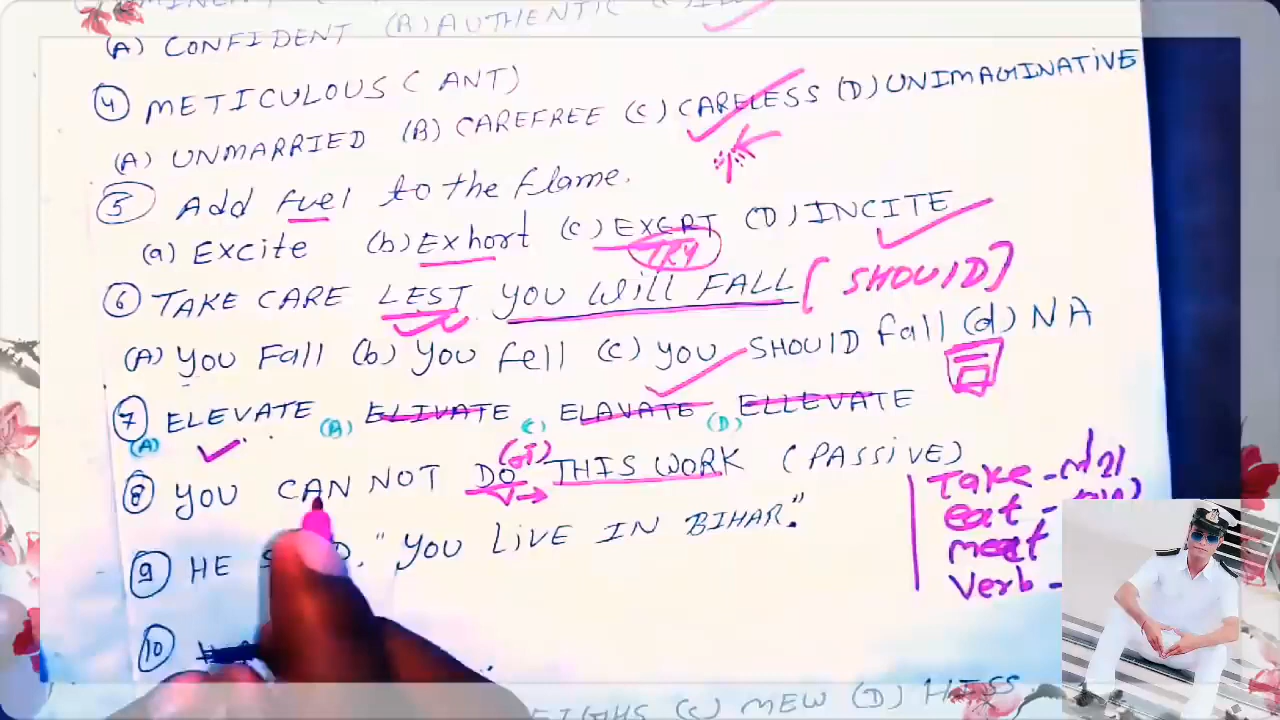 (A) CONFIDENT (B) AUTHENTIC
④ METICULOUS ( ANT)
(A) UNMARRIED (B) CAREFREE (C) CARELESS (D) UNIMAGINATIVE
⑤ Add fuel to the flame.
(a) Excite (b) Exhort (c) EXERT (D) INCITE
TRY
⑥ TAKE CARE LEST you will FALL [SHOULD]
(A) you Fall (b) you fell (c) you SHOULD fall (d) NA
⑦ ELEVATE ELIVATE ELAVATE ELLEVATE
(A) (B) (C) (D)
⑧ YOU CAN NOT DO THIS WORK (PASSIVE)
⑨ HE "you LiVE IN BIHAR."
⑩
Take -
eat -
meat
Verb -
(C) MEW (D) HISS